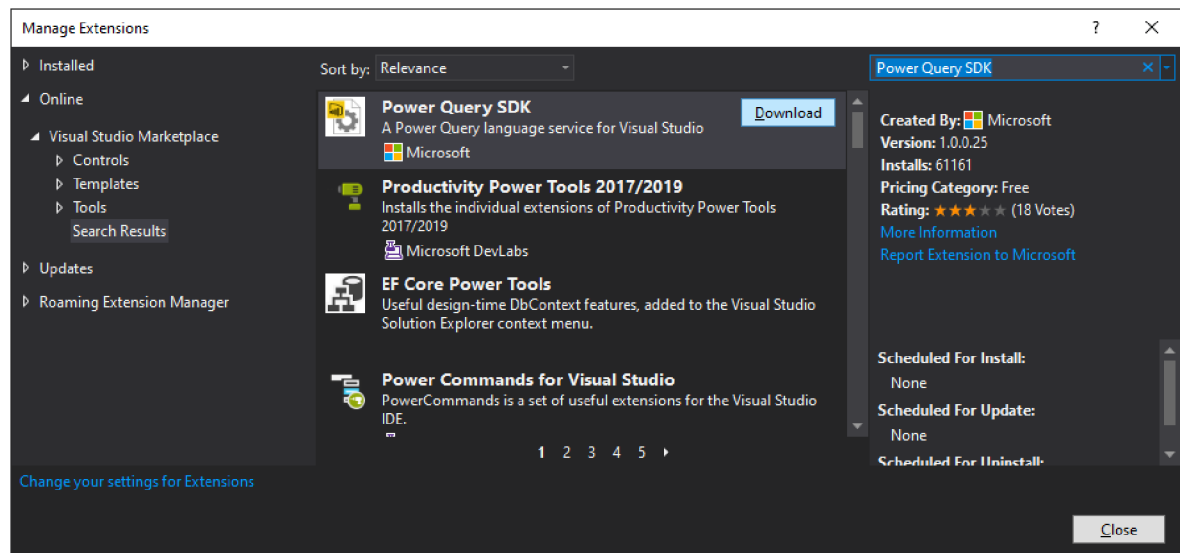 Manage Extensions
?
Installed
Online
Visual Studio Marketplace
Controls
Templates
Tools
Search Results
Updates
Roaming Extension Manager
Change your settings for Extensions
Sort by: Relevance
Power Query SDK
A Power Query language service for Visual Studio
Microsoft
Download
Productivity Power Tools 2017/2019
Installs the individual extensions of Productivity Power Tools
2017/2019
Microsoft DevLabs
EF Core Power Tools
Useful design-time DbContext features, added to the Visual Studio
Solution Explorer context menu.
Power Commands for Visual Studio
PowerCommands is a set of useful extensions for the Visual Studio
IDE.
1 2 3 4 5
Power Query SDK
Created By: Microsoft
Version: 1.0.0.25
Installs: 61161
Pricing Category: Free
Rating: ★★★★★ (18 Votes)
More Information
Report Extension to Microsoft
Scheduled For Install:
None
Scheduled For Update:
None
Scheduled For Uninstall:
Close